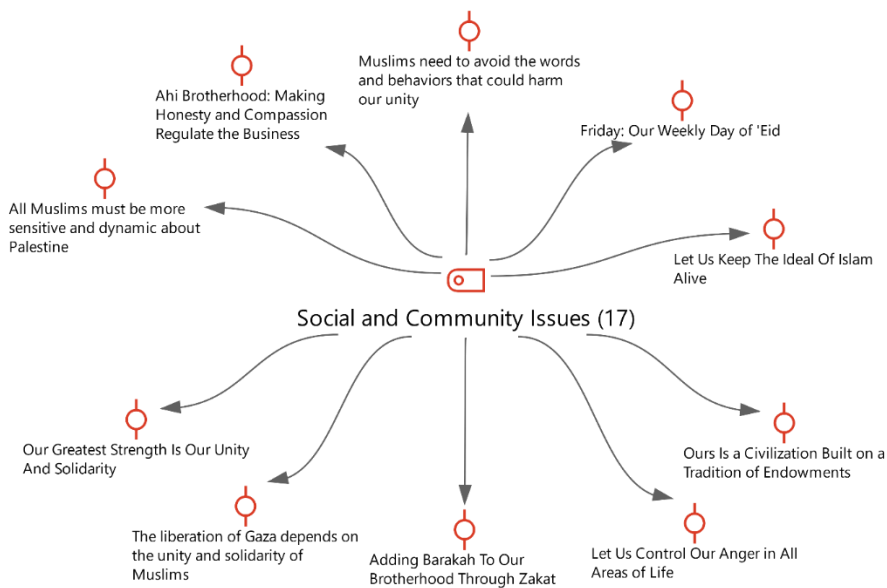 Muslims need to avoid the words
and behaviors that could harm
our unity
Ahi Brotherhood: Making
Honesty and Compassion
Regulate the Business
Friday: Our Weekly Day of 'Eid
All Muslims must be more
sensitive and dynamic about
Palestine
Let Us Keep The Ideal Of Islam
Alive
Social and Community Issues (17)
Our Greatest Strength Is Our Unity
And Solidarity
Ours Is a Civilization Built on a
Tradition of Endowments
The liberation of Gaza depends on
the unity and solidarity of
Muslims
Adding Barakah To Our
Brotherhood Through Zakat
Let Us Control Our Anger in All
Areas of Life